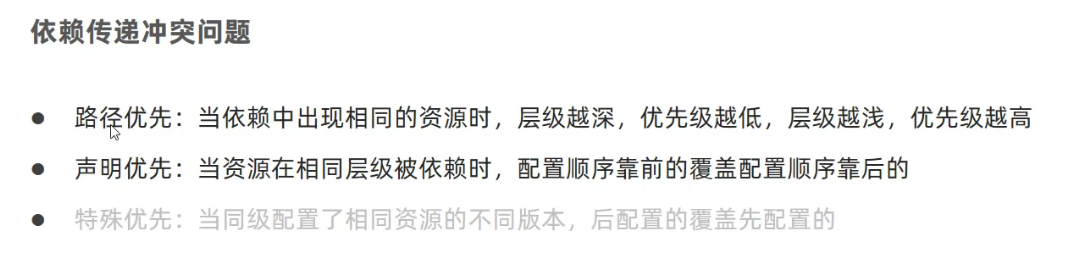 依赖传递冲突问题
● 路径优先：当依赖中出现相同的资源时，层级越深，优先级越低，层级越浅，优先级越高
● 声明优先：当资源在相同层级被依赖时，配置顺序靠前的覆盖配置顺序靠后的
● 特殊优先：当同级配置了相同资源的不同版本，后配置的覆盖先配置的